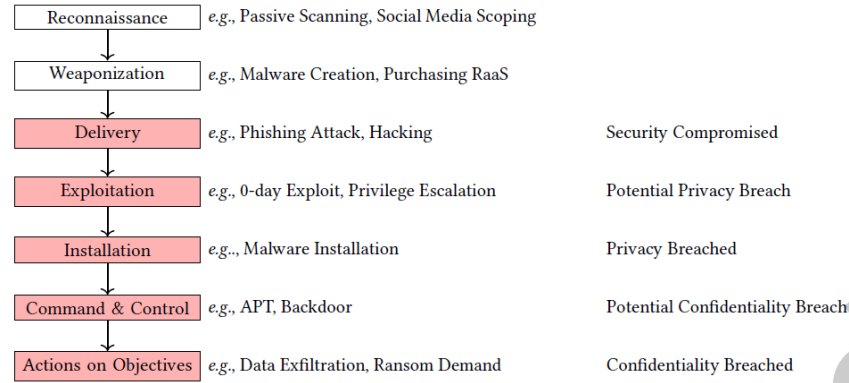 Reconnaissance e.g., Passive Scanning, Social Media Scoping
Weaponization e.g., Malware Creation, Purchasing RaaS
Delivery e.g., Phishing Attack, Hacking Security Compromised
Exploitation e.g., 0-day Exploit, Privilege Escalation Potential Privacy Breach
Installation e.g.., Malware Installation Privacy Breached
Command & Control e.g., APT, Backdoor Potential Confidentiality Breach
Actions on Objectives e.g., Data Exfiltration, Ransom Demand Confidentiality Breached